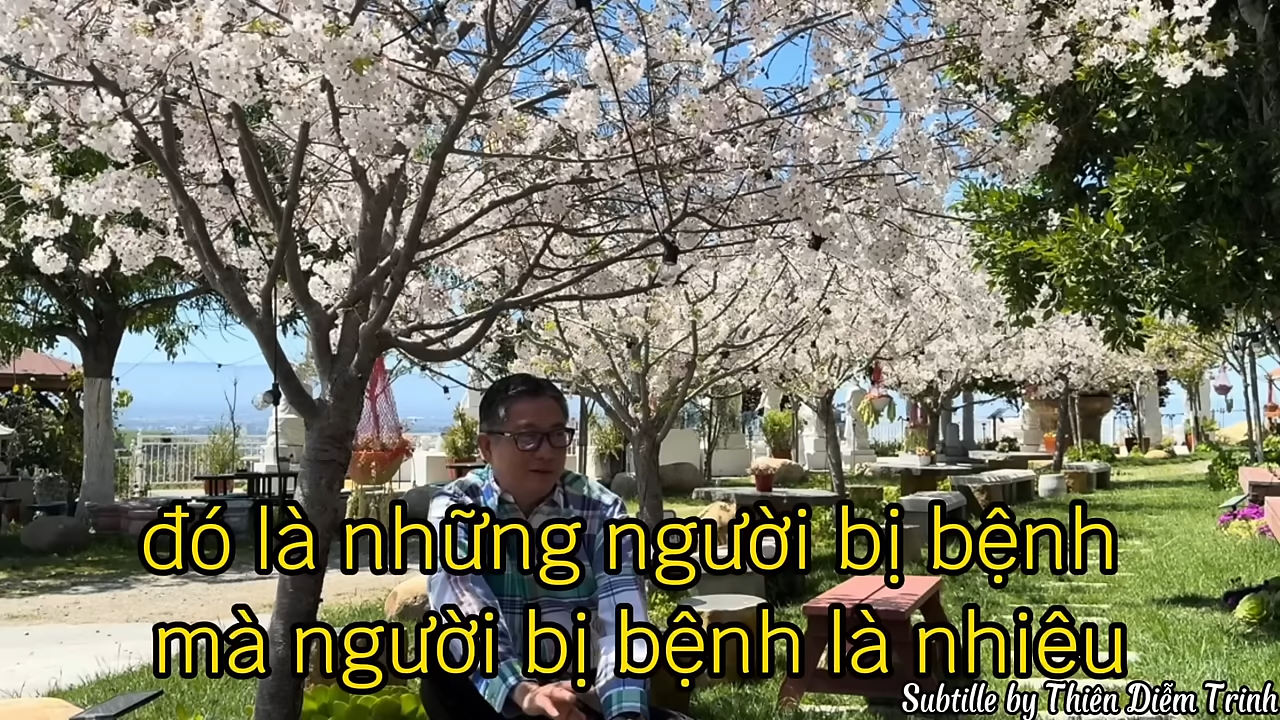 đó là những người bị bệnh
mà người bị bệnh là nhiêu
Subtille by Thiên Diễm Trinh